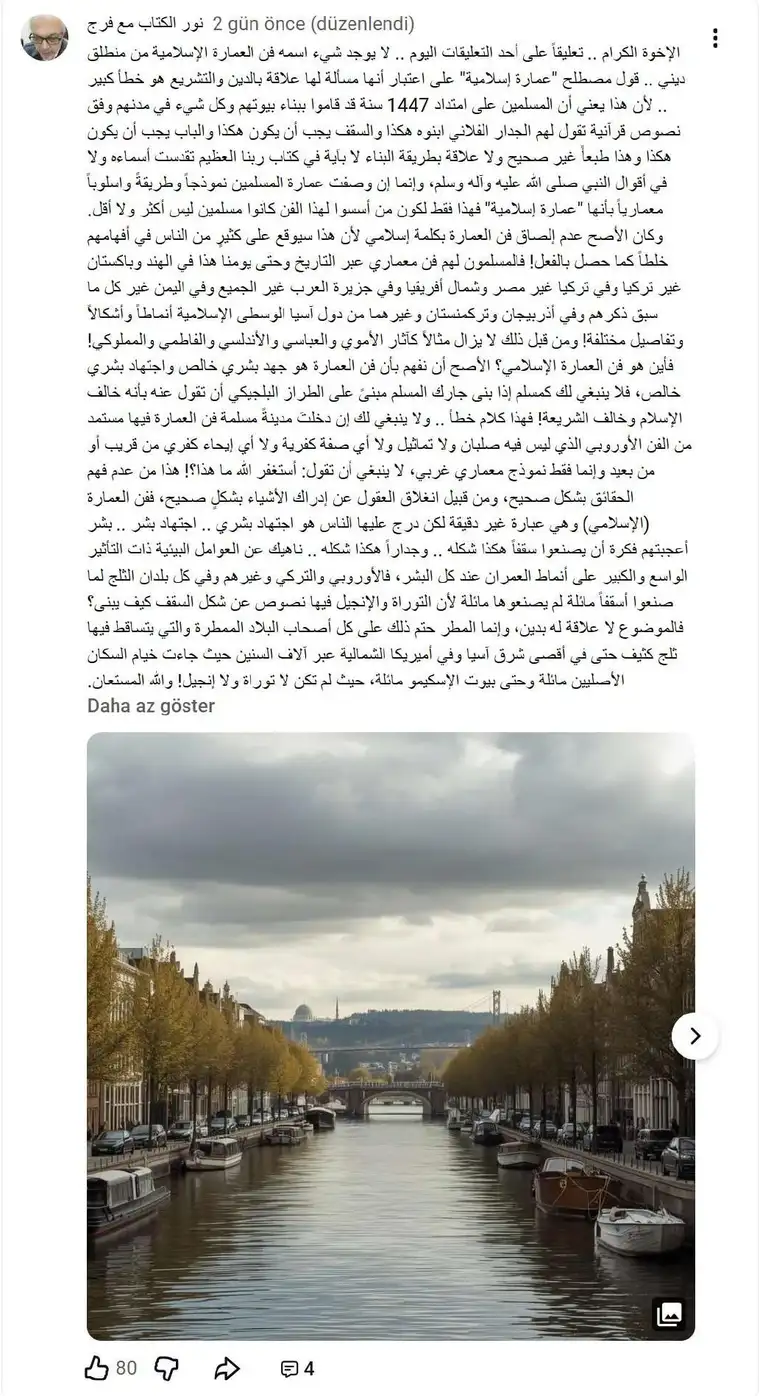 نور الكتاب مع فرج 2 gün önce (düzenlendi)
الإخوة الكرام .. تعليقاً على أحد التعليقات اليوم .. لا يوجد شيء اسمه فن العمارة الإسلامية من منطلق
ديني .. قول مصطلح "عمارة إسلامية" على اعتبار أنها مسألة لها علاقة بالدين والتشريع هو خطأ كبير
.. لأن هذا يعني أن المسلمين على امتداد 1447 سنة قد قاموا ببناء بيوتهم وكل شيء في مدنهم وفق
نصوص قرآنية تقول لهم الجدار الفلاني ابنوه هكذا والسقف يجب أن يكون هكذا والباب يجب أن يكون
هكذا وهذا طبعاً غير صحيح ولا علاقة بطريقة البناء لا بآية في كتاب ربنا العظيم تقدست أسماءه ولا
في أقوال النبي صلى الله عليه وآله وسلم، وإنما إن وصفت عمارة المسلمين نموذجاً وطريقةً واسلوباً
معمارياً بأنها "عمارة إسلامية" فهذا فقط لكون من أسسوا لهذا الفن كانوا مسلمين ليس أكثر ولا أقل.
وكان الأصح عدم إلصاق فن العمارة بكلمة إسلامي لأن هذا سيوقع على كثيرٍ من الناس في أفهامهم
خلطاً كما حصل بالفعل! فالمسلمون لهم فن معماري عبر التاريخ وحتى يومنا هذا في الهند وباكستان
غير تركيا وفي تركيا غير مصر وشمال أفريقيا وفي جزيرة العرب غير الجميع وفي اليمن غير كل ما
سبق ذكرهم وفي أذربيجان وتركمنستان وغيرهما من دول آسيا الوسطى الإسلامية أنماطاً وأشكالاً
وتفاصيل مختلفة! ومن قبل ذلك لا يزال مثالاً كآثار الأموي والعباسي والأندلسي والفاطمي والمملوكي!
فأين هو فن العمارة الإسلامي؟ الأصح أن نفهم بأن فن العمارة هو جهد بشري خالص واجتهاد بشري
خالص، فلا ينبغي لك كمسلم إذا بنى جارك المسلم مبنىً على الطراز البلجيكي أن تقول عنه بأنه خالف
الإسلام وخالف الشريعة! فهذا كلام خطأ .. ولا ينبغي لك إن دخلتَ مدينةً مسلمة فن العمارة فيها مستمد
من الفن الأوروبي الذي ليس فيه صلبان ولا تماثيل ولا أي صفة كفرية ولا أي إيحاء كفري من قريب أو
من بعيد وإنما فقط نموذج معماري غربي، لا ينبغي أن تقول: أستغفر الله ما هذا؟! هذا من عدم فهم
الحقائق بشكل صحيح، ومن قبيل انغلاق العقول عن إدراك الأشياء بشكلٍ صحيح، ففن العمارة
(الإسلامي) وهي عبارة غير دقيقة لكن درج عليها الناس هو اجتهاد بشري .. اجتهاد بشر .. بشر
أعجبتهم فكرة أن يصنعوا سقفاً هكذا شكله .. وجداراً هكذا شكله .. ناهيك عن العوامل البيئية ذات التأثير
الواسع والكبير على أنماط العمران عند كل البشر، فالأوروبي والتركي وغيرهم وفي كل بلدان الثلج لما
صنعوا أسقفاً مائلة لم يصنعوها مائلة لأن التوراة والإنجيل فيها نصوص عن شكل السقف كيف يبنى؟
فالموضوع لا علاقة له بدين، وإنما المطر حتم ذلك على كل أصحاب البلاد الممطرة والتي يتساقط فيها
ثلج كثيف حتى في أقصى شرق آسيا وفي أميريكا الشمالية عبر آلاف السنين حيث جاءت خيام السكان
الأصليين مائلة وحتى بيوت الإسكيمو مائلة، حيث لم تكن لا توراة ولا إنجيل! والله المستعان.
Daha az göster
80
4